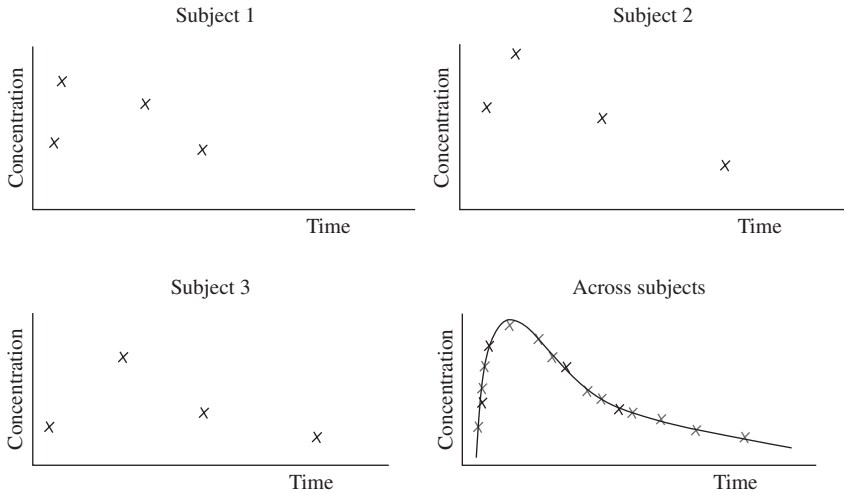 Subject 1
Concentration
Time
Subject 2
Concentration
Time
Subject 3
Concentration
Time
Across subjects
Concentration
Time